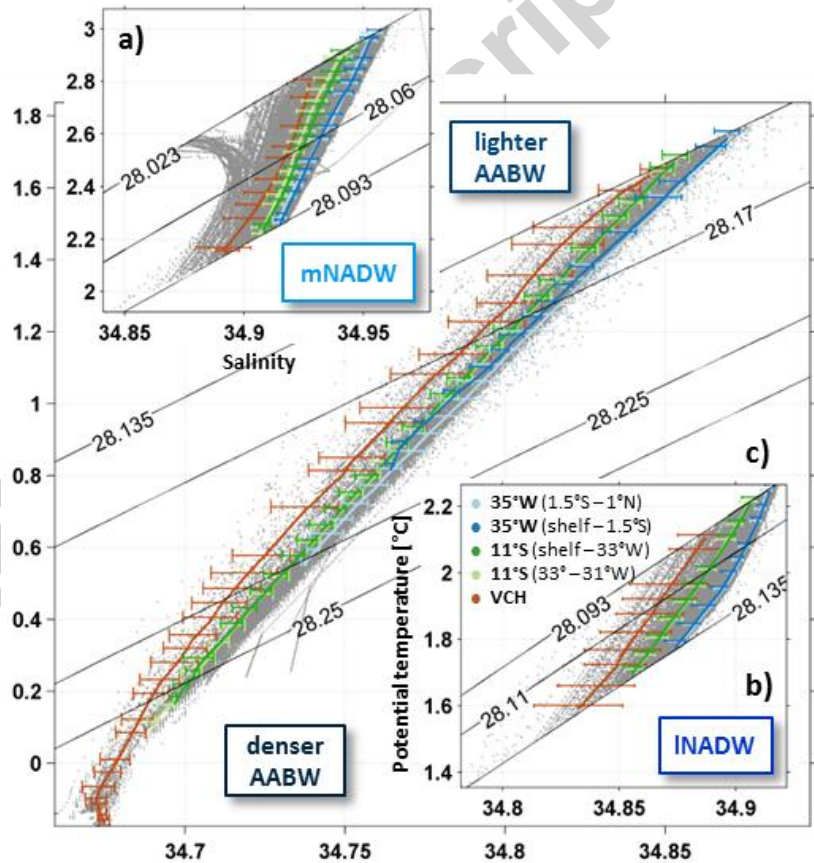 crip
a)
3
2.8
2.6
2.4
2.2
2
28.023
28.06
28.093
mNADW
34.85
34.9
34.95
Salinity
lighter
AABW
1.8
1.6
1.4
1.2
1
0.8
0.6
0.4
0.2
0
28.135
28.17
28.225
28.25
c)
denser
AABW
34.7
34.75
34.8
34.85
Potential temperature [°C]
2.2
2
1.8
1.6
1.4
35°W (1.5°S–1°N)
35°W (shelf–1.5°S)
11°S (shelf–33°W)
11°S (33°–31°W)
VCH
28.093
28.11
28.135
b)
lNADW
34.8
34.85
34.9